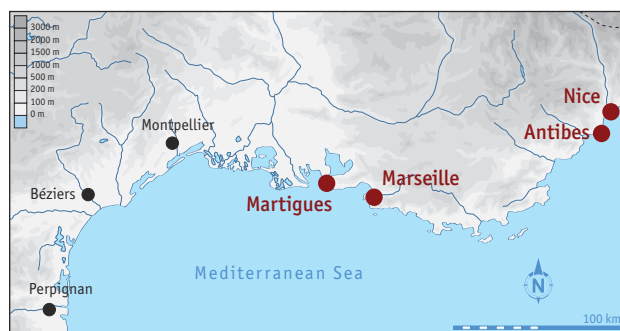 3000 m
2000 m
1500 m
1000 m
500 m
200 m
100 m
0 m
Nice
Antibes
Montpellier
Marseille
Béziers
Martigues
Mediterranean Sea
Perpignan
N
100 km